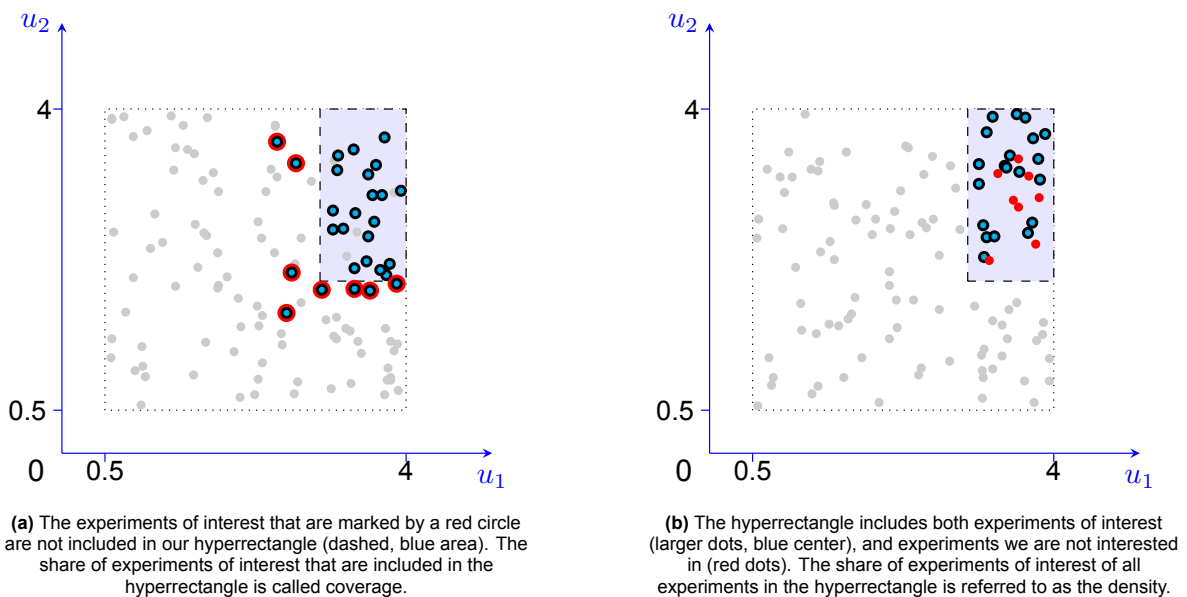 u2
4
0.5
0
0.5
4
u1
(a) The experiments of interest that are marked by a red circle
are not included in our hyperrectangle (dashed, blue area). The
share of experiments of interest that are included in the
hyperrectangle is called coverage.
u2
4
0.5
0
0.5
4
u1
(b) The hyperrectangle includes both experiments of interest
(larger dots, blue center), and experiments we are not interested
in (red dots). The share of experiments of interest of all
experiments in the hyperrectangle is referred to as the density.